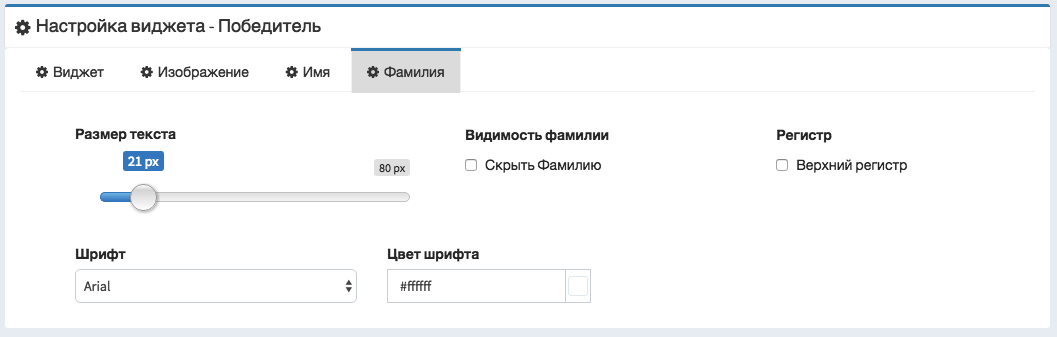 Настройка виджета - Победитель
Виджет Изображение Имя Фамилия
Размер текста Видимость фамилии Регистр
21 px 80 px Скрыть Фамилию Верхний регистр
Шрифт Цвет шрифта
Arial #ffffff